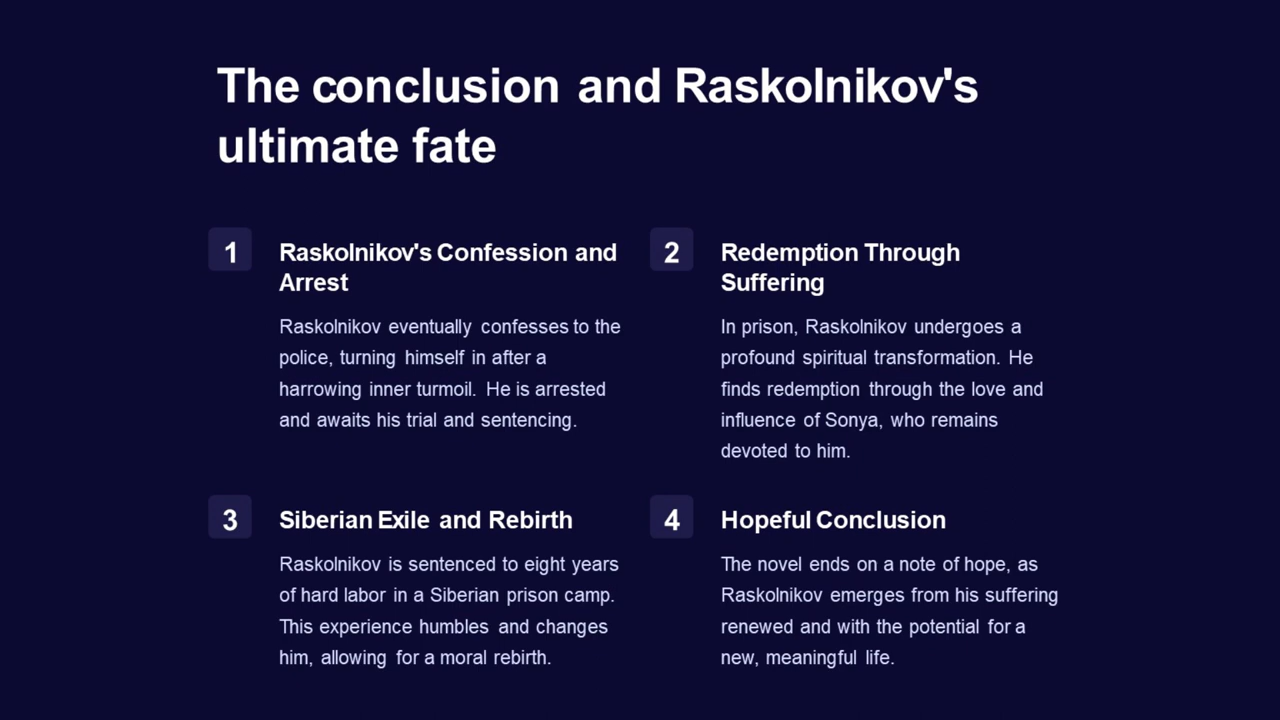 The conclusion and Raskolnikov's
ultimate fate
1
Raskolnikov's Confession and
Arrest
Raskolnikov eventually confesses to the
police, turning himself in after a
harrowing inner turmoil. He is arrested
and awaits his trial and sentencing.
2
Redemption Through
Suffering
In prison, Raskolnikov undergoes a
profound spiritual transformation. He
finds redemption through the love and
influence of Sonya, who remains
devoted to him.
3
Siberian Exile and Rebirth
Raskolnikov is sentenced to eight years
of hard labor in a Siberian prison camp.
This experience humbles and changes
him, allowing for a moral rebirth.
4
Hopeful Conclusion
The novel ends on a note of hope, as
Raskolnikov emerges from his suffering
renewed and with the potential for a
new, meaningful life.